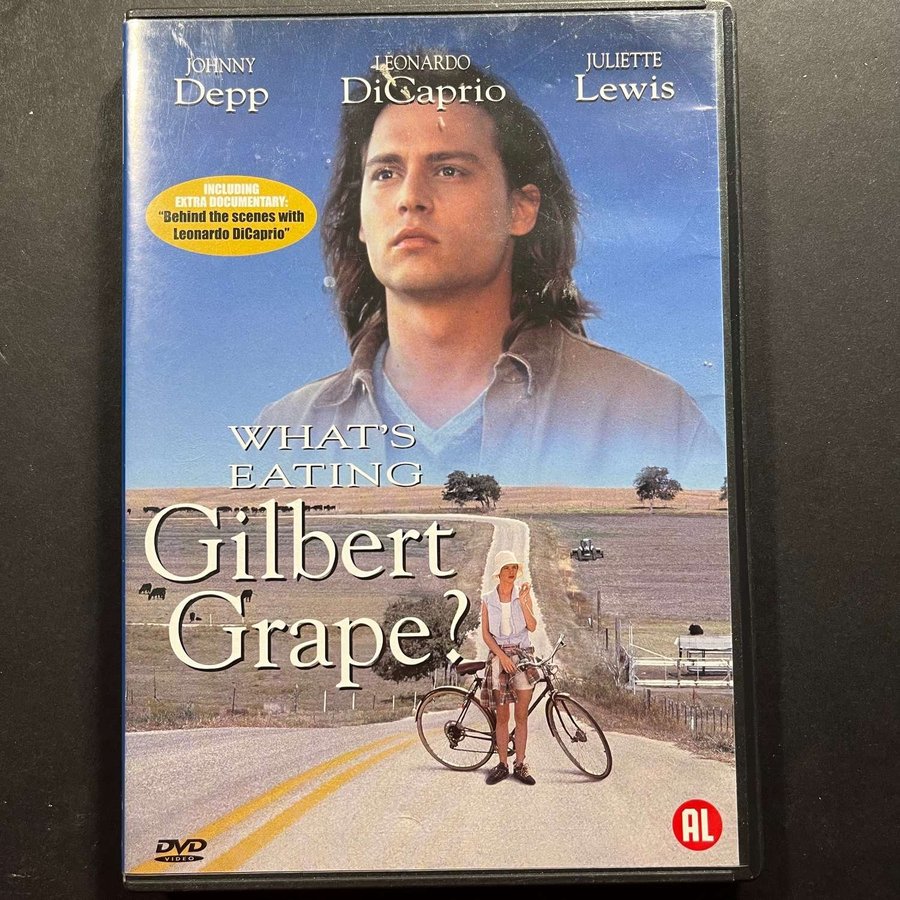 JOHNNY
Depp
LEONARDO
DiCaprio
JULIETTE
Lewis
INCLUDING
EXTRA DOCUMENTARY:
"Behind the scenes with
Leonardo DiCaprio"
WHAT'S
EATING
Gilbert
Grape?
DVD
VIDEO
AL